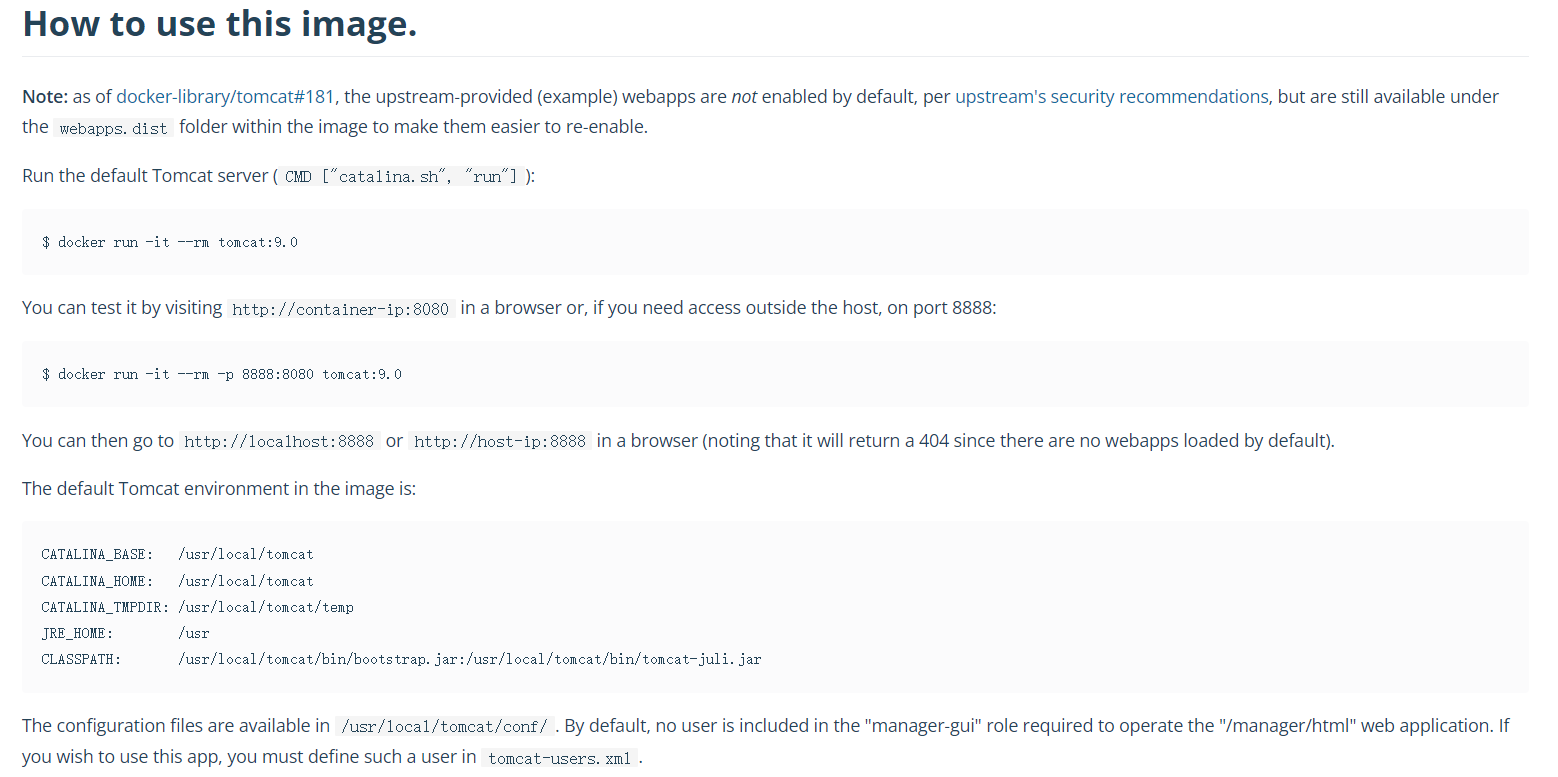 How to use this image.
Note: as of docker-library/tomcat#181, the upstream-provided (example) webapps are not enabled by default, per upstream's security recommendations, but are still available under
the webapps.dist folder within the image to make them easier to re-enable.
Run the default Tomcat server ( CMD ["catalina.sh", "run"] ):
$ docker run -it --rm tomcat:9.0
You can test it by visiting http://container-ip:8080 in a browser or, if you need access outside the host, on port 8888:
$ docker run -it --rm -p 8888:8080 tomcat:9.0
You can then go to http://localhost:8888 or http://host-ip:8888 in a browser (noting that it will return a 404 since there are no webapps loaded by default).
The default Tomcat environment in the image is:
CATALINA_BASE:   /usr/local/tomcat
CATALINA_HOME:   /usr/local/tomcat
CATALINA_TMPDIR: /usr/local/tomcat/temp
JRE_HOME:        /usr
CLASSPATH:       /usr/local/tomcat/bin/bootstrap.jar:/usr/local/tomcat/bin/tomcat-juli.jar
The configuration files are available in /usr/local/tomcat/conf/ . By default, no user is included in the "manager-gui" role required to operate the "/manager/html" web application. If
you wish to use this app, you must define such a user in tomcat-users.xml .